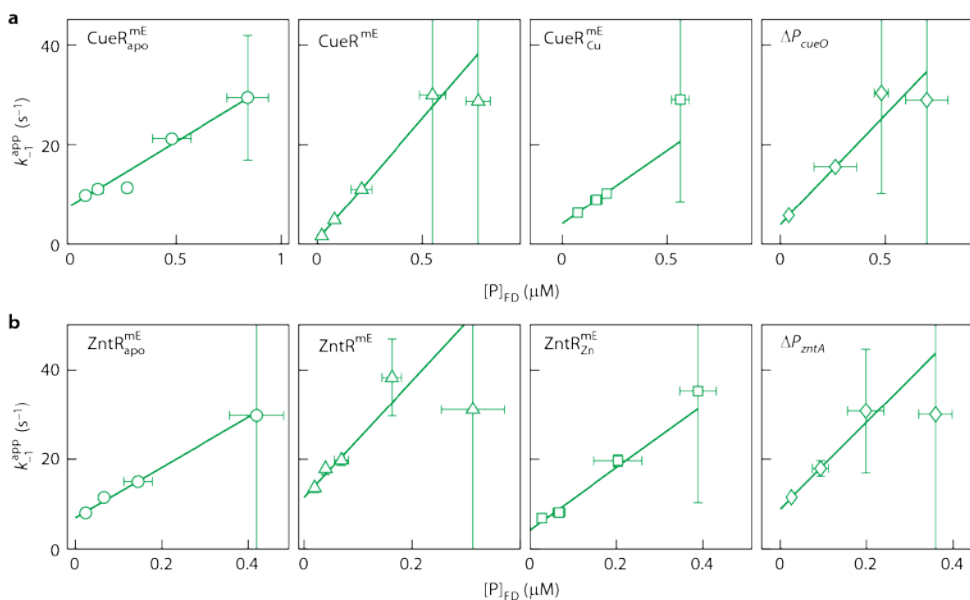 a
CueR^mE_apo
CueR^mE
CueR^mE_Cu
ΔP_cueO
k^app_−1 (s⁻¹)
40
20
0
0 0.5 1
0 0.5
0 0.5
0 0.5
[P]_FD (μM)
b
ZntR^mE_apo
ZntR^mE
ZntR^mE_Zn
ΔP_zntA
k^app_−1 (s⁻¹)
40
20
0
0 0.2 0.4
0 0.2
0 0.2 0.4
0 0.2 0.4
[P]_FD (μM)